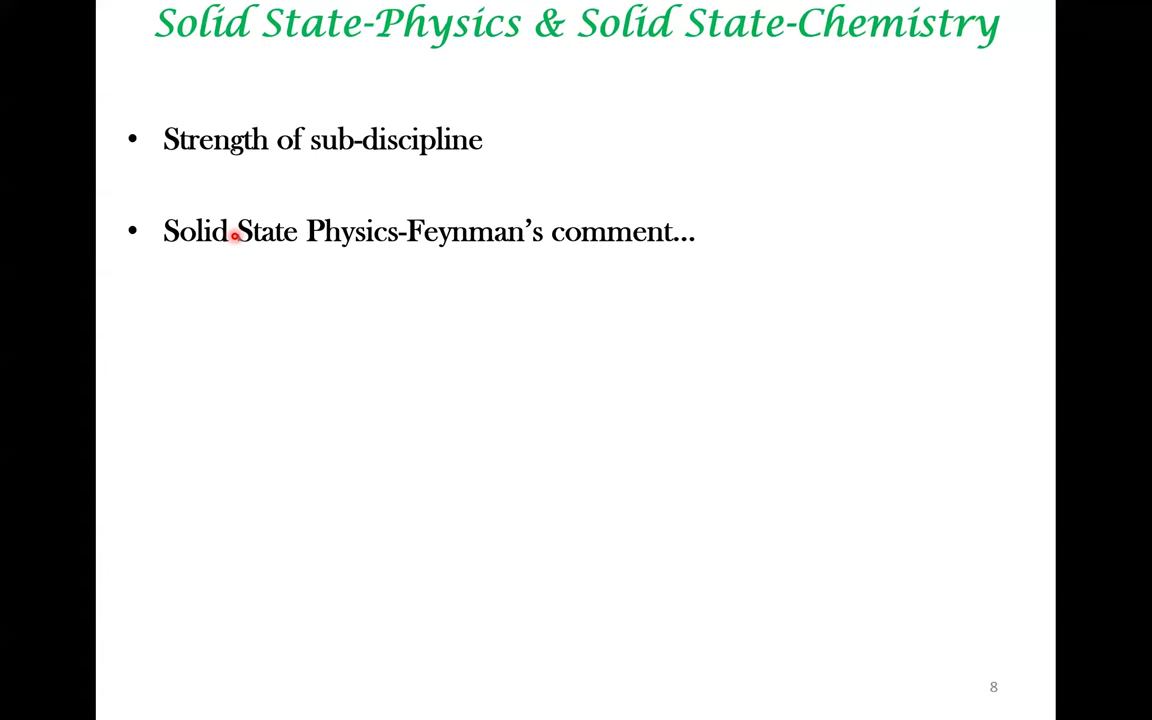 Solid State-Physics & Solid State-Chemistry
• Strength of sub-discipline
• Solid State Physics-Feynman’s comment...
8